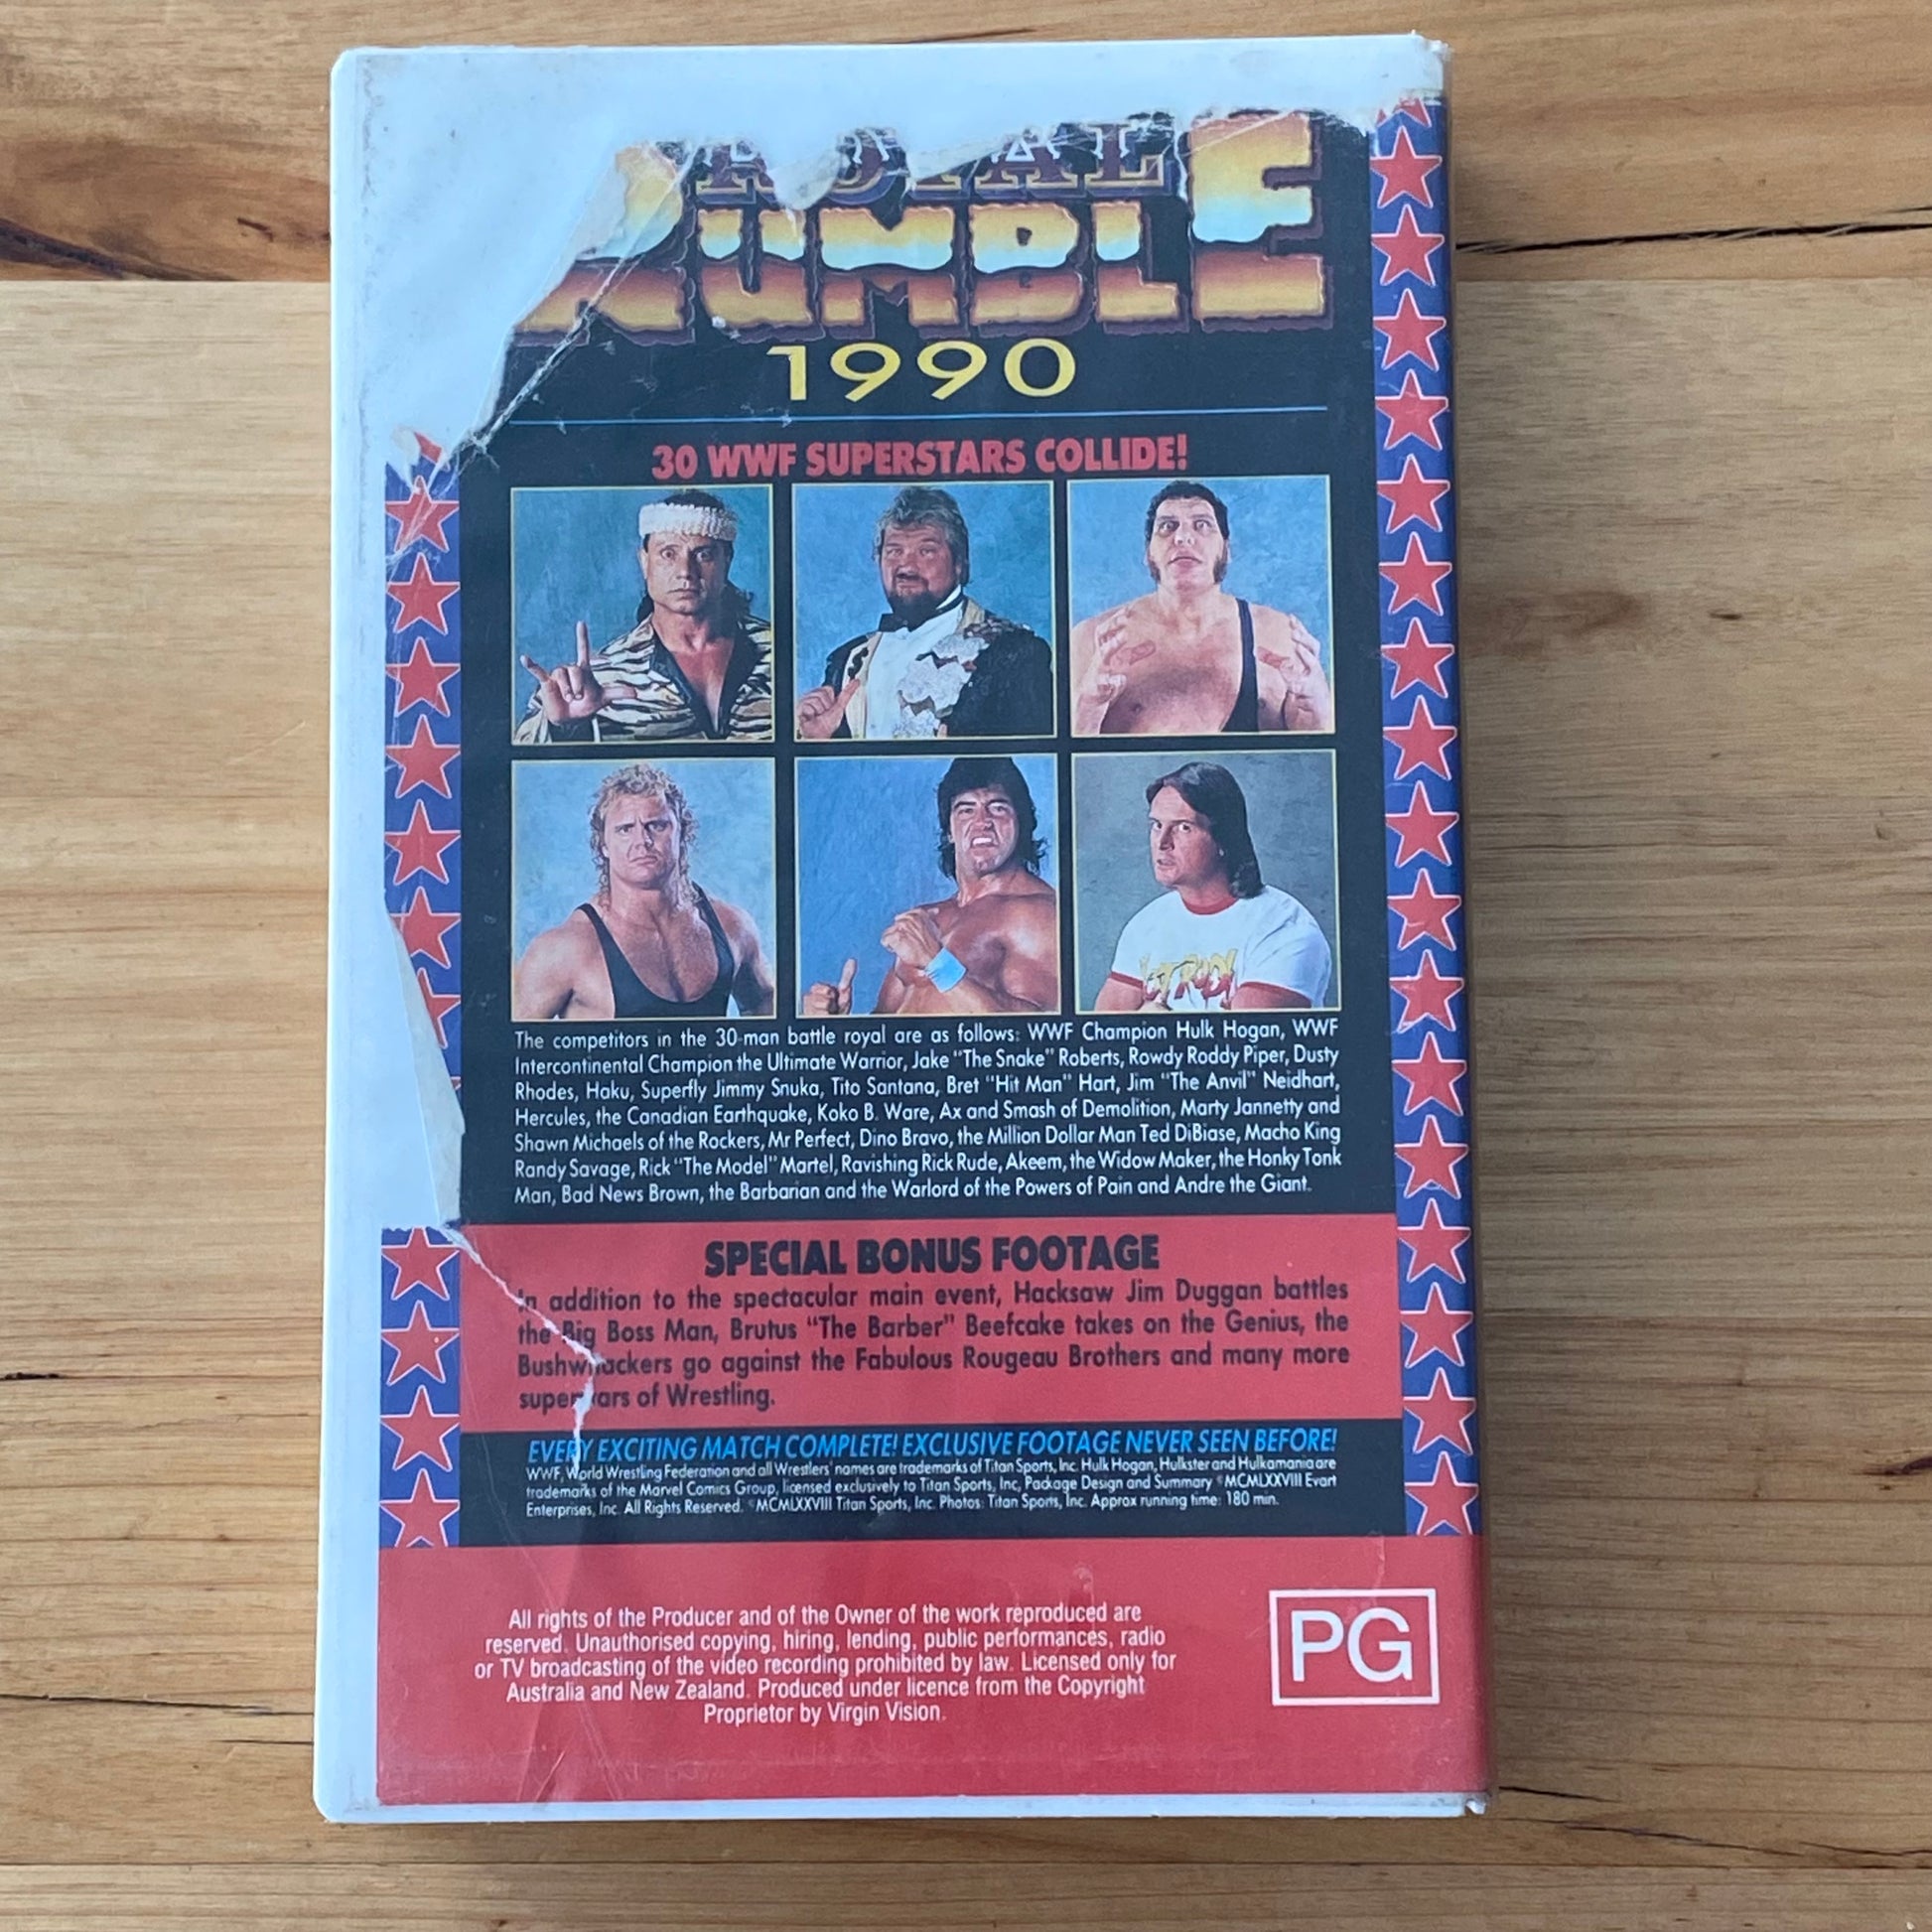 ROYAL
RUMBLE
1990
30 WWF SUPERSTARS COLLIDE!
The competitors in the 30 man battle royal are as follows: WWF Champion Hulk Hogan, WWF
Intercontinental Champion the Ultimate Warrior, Jake "The Snake" Roberts, Rowdy Roddy Piper, Dusty
Rhodes, Haku, Superfly Jimmy Snuka, Tito Santana, Bret "Hit Man" Hart, Jim "The Anvil" Neidhart,
Hercules, the Canadian Earthquake, Koko B. Ware, Ax and Smash of Demolition, Marty Jannetty and
Shawn Michaels of the Rockers, Mr Perfect, Dino Bravo, the Million Dollar Man Ted DiBiase, Macho King
Randy Savage, Rick "The Model" Martel, Ravishing Rick Rude, Akeem, the Widow Maker, the Honky Tonk
Man, Bad News Brown, the Barbarian and the Warlord of the Powers of Pain and Andre the Giant.
SPECIAL BONUS FOOTAGE
In addition to the spectacular main event, Hacksaw Jim Duggan battles
the Big Boss Man, Brutus "The Barber" Beefcake takes on the Genius, the
Bushwhackers go against the Fabulous Rougeau Brothers and many more
superstars of Wrestling.
EVERY EXCITING MATCH COMPLETE! EXCLUSIVE FOOTAGE NEVER SEEN BEFORE!
WWF, World Wrestling Federation and all Wrestlers' names are trademarks of Titan Sports, Inc. Hulk Hogan, Hulkster and Hulkamania are
trademarks of the Marvel Comics Group, licensed exclusively to Titan Sports, Inc, Package Design and Summary © MCMLXXVIII Evart
Enterprises, Inc. All Rights Reserved. © MCMLXXVIII Titan Sports, Inc. Photos: Titan Sports, Inc. Approx running time: 180 min.
All rights of the Producer and of the Owner of the work reproduced are
reserved. Unauthorised copying, hiring, lending, public performances, radio
or TV broadcasting of the video recording prohibited by law. Licensed only for
Australia and New Zealand. Produced under licence from the Copyright
Proprietor by Virgin Vision.
PG